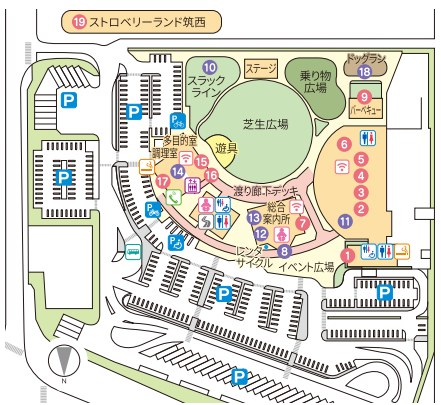 19 ストロベリーランド筑西
10
スラック
ライン
ステージ
乗り物
広場
ドッグラン
18
9
バーベキュー
P
P
P
芝生広場
遊具
多目的室
調理室
15
14
16
17
6
5
4
3
2
11
渡り廊下デッキ
総合
案内所
13
12
7
8
レンタ
サイクル
イベント広場
1
P
P
P
P
P
N